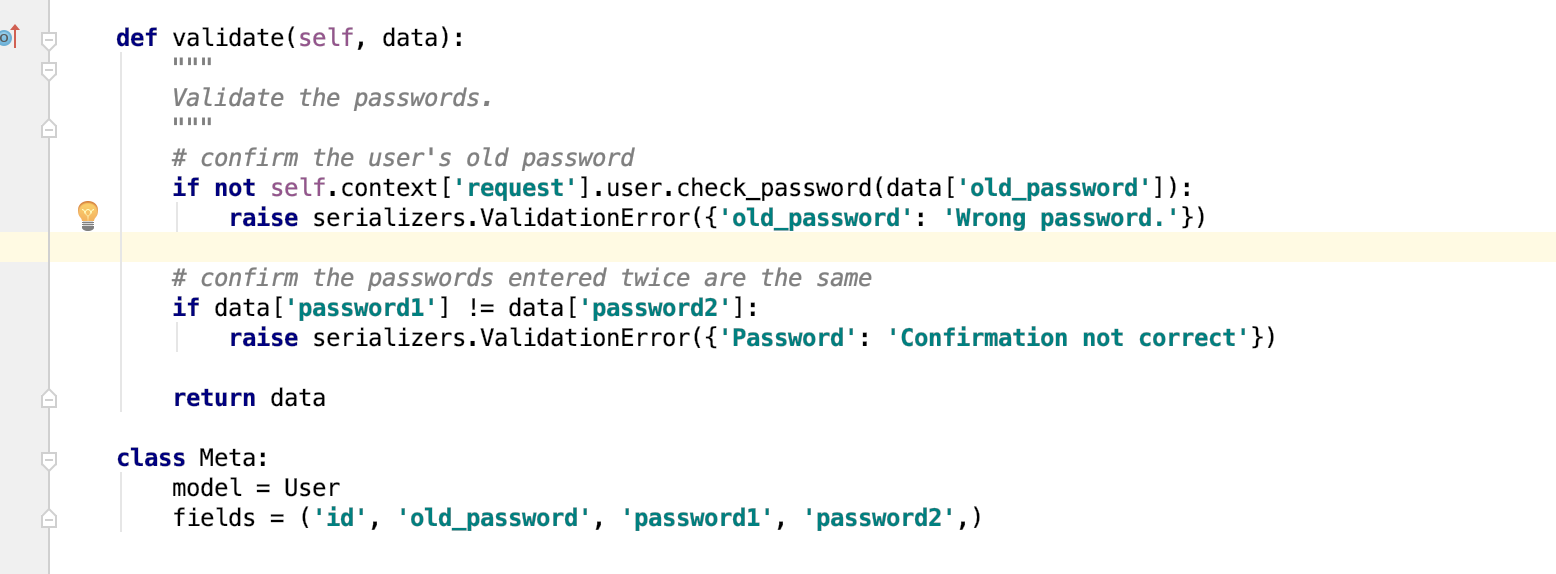 def validate(self, data):
"""
Validate the passwords.
"""
# confirm the user's old password
if not self.context['request'].user.check_password(data['old_password']):
raise serializers.ValidationError({'old_password': 'Wrong password.'})
# confirm the passwords entered twice are the same
if data['password1'] != data['password2']:
raise serializers.ValidationError({'Password': 'Confirmation not correct'})
return data
class Meta:
model = User
fields = ('id', 'old_password', 'password1', 'password2',)